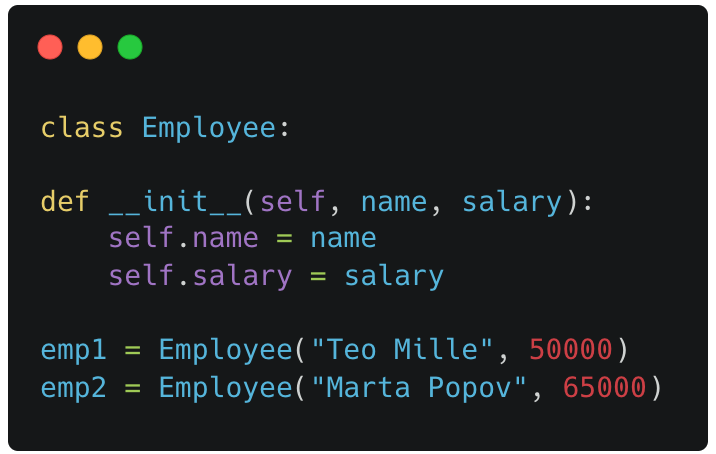 class Employee:
def __init__(self, name, salary):
    self.name = name
    self.salary = salary
emp1 = Employee("Teo Mille", 50000)
emp2 = Employee("Marta Popov", 65000)